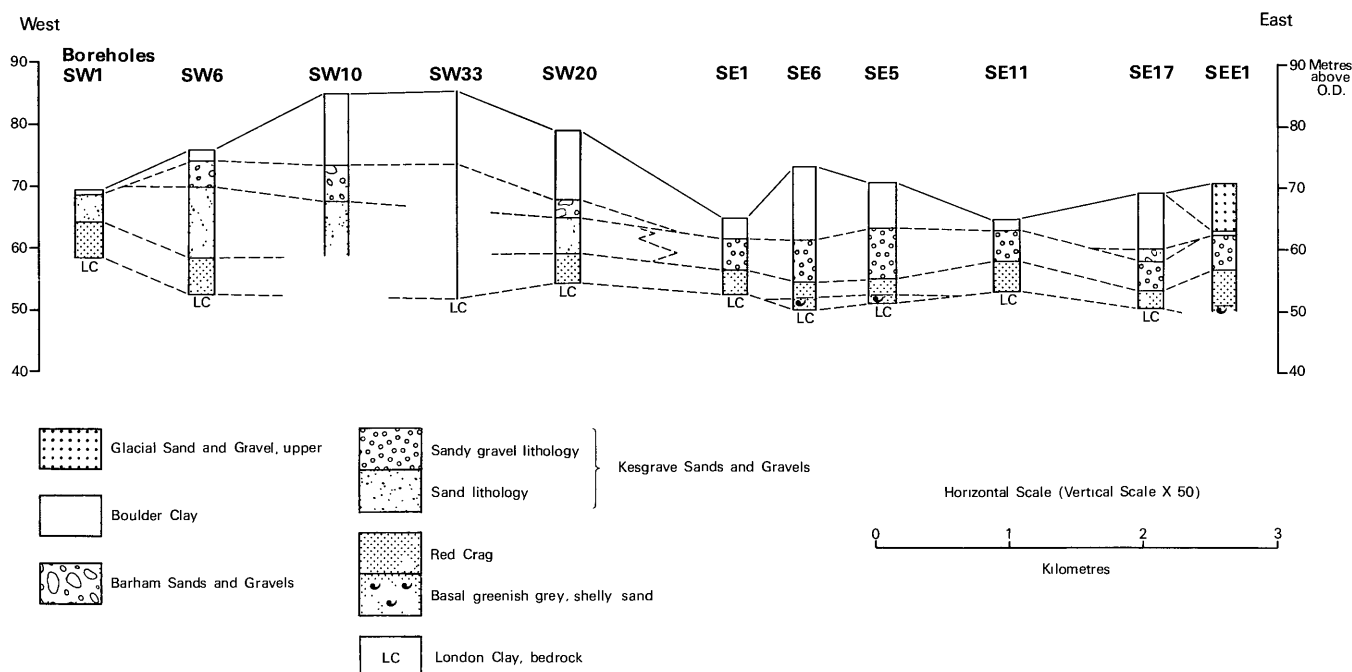 West
East
Boreholes
SW1 SW6 SW10 SW33 SW20 SE1 SE6 SE5 SE11 SE17 SEE1
90
80
70
60
50
40
90 Metres
above
O.D.
80
70
60
50
40
LC LC LC LC LC LC LC LC LC
Glacial Sand and Gravel, upper
Boulder Clay
Barham Sands and Gravels
Sandy gravel lithology
Sand lithology
Kesgrave Sands and Gravels
Red Crag
Basal greenish grey, shelly sand
LC London Clay, bedrock
Horizontal Scale (Vertical Scale X 50)
0 1 2 3
Kilometres